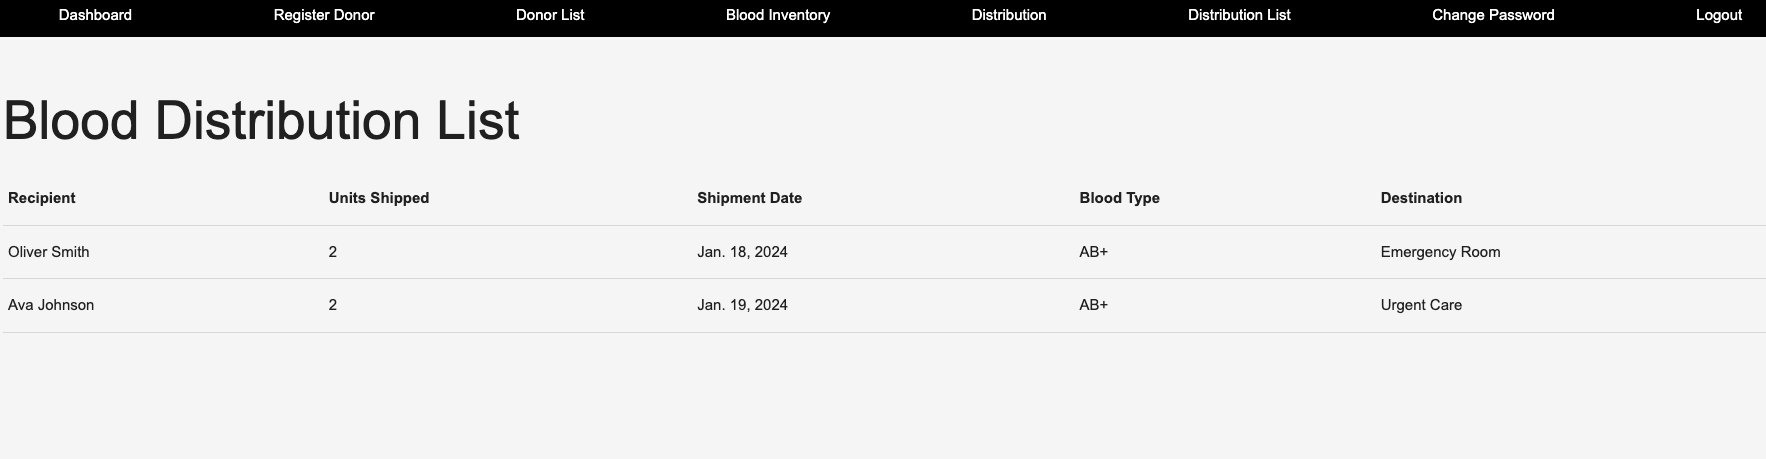 Dashboard Register Donor Donor List Blood Inventory Distribution Distribution List Change Password Logout
Blood Distribution List
Recipient Units Shipped Shipment Date Blood Type Destination
Oliver Smith 2 Jan. 18, 2024 AB+ Emergency Room
Ava Johnson 2 Jan. 19, 2024 AB+ Urgent Care